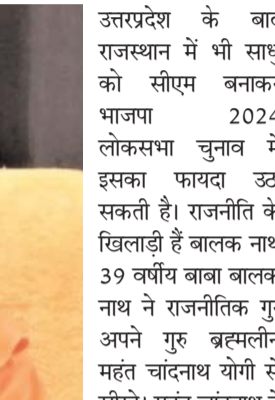 उत्तरप्रदेश के बाद
राजस्थान में भी साधु
को सीएम बनाकर
भाजपा 2024
लोकसभा चुनाव में
इसका फायदा उठा
सकती है। राजनीति के
खिलाड़ी हैं बालक नाथ
39 वर्षीय बाबा बालक
नाथ ने राजनीतिक गुर
अपने गुरु ब्रह्मलीन
महंत चांदनाथ योगी से